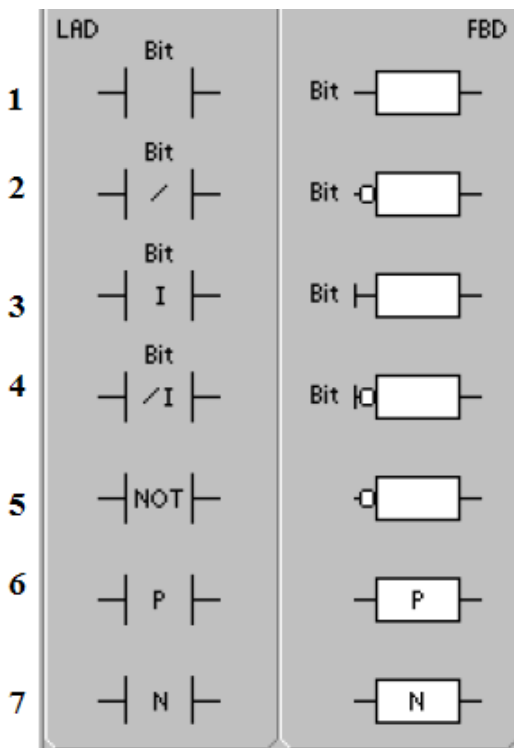 LAD FBD
Bit
1 Bit
Bit
2 / Bit
Bit
3 I Bit
Bit
4 /I Bit
5 NOT
6 P P
7 N N